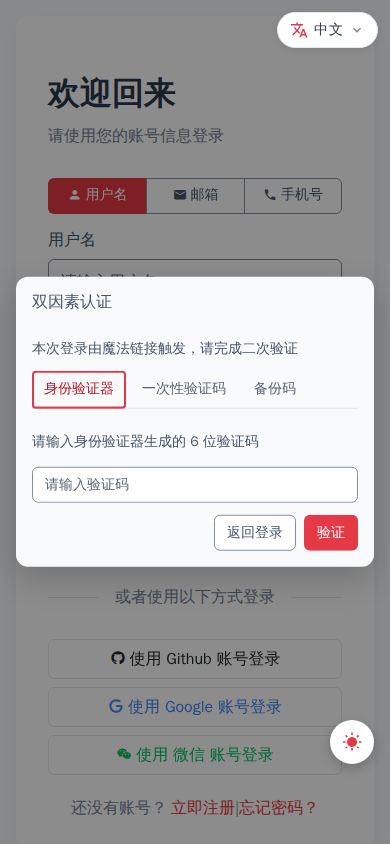 中文
欢迎回来
请使用您的账号信息登录
用户名 邮箱 手机号
用户名
双因素认证
本次登录由魔法链接触发，请完成二次验证
身份验证器 一次性验证码 备份码
请输入身份验证器生成的 6 位验证码
请输入验证码
返回登录 验证
或者使用以下方式登录
使用 Github 账号登录
使用 Google 账号登录
使用 微信 账号登录
还没有账号？ 立即注册|忘记密码？